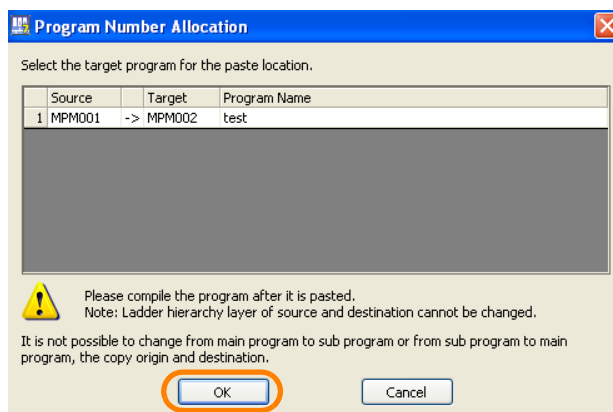 Program Number Allocation
Select the target program for the paste location.
Source Target Program Name
1 MPM001 -> MPM002 test
Please compile the program after it is pasted.
Note: Ladder hierarchy layer of source and destination cannot be changed.
It is not possible to change from main program to sub program or from sub program to main
program, the copy origin and destination.
OK Cancel